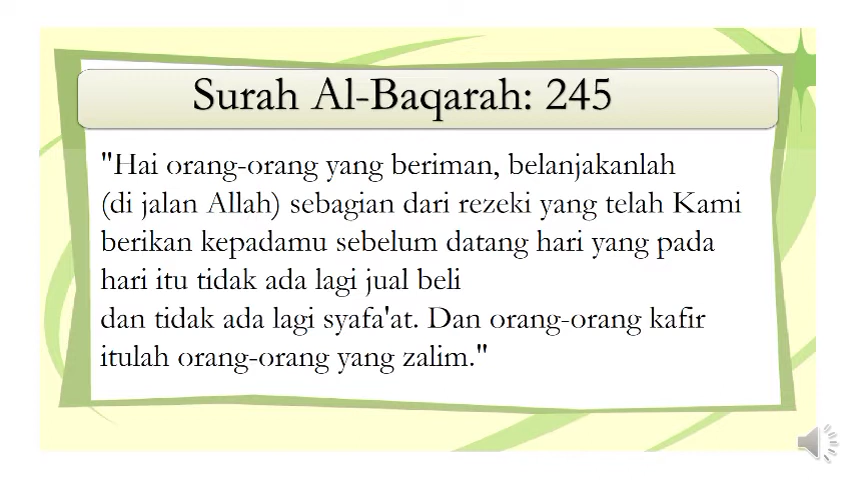 Surah Al-Baqarah: 245
"Hai orang-orang yang beriman, belanjakanlah
(di jalan Allah) sebagian dari rezeki yang telah Kami
berikan kepadamu sebelum datang hari yang pada
hari itu tidak ada lagi jual beli
dan tidak ada lagi syafa'at. Dan orang-orang kafir
itulah orang-orang yang zalim."